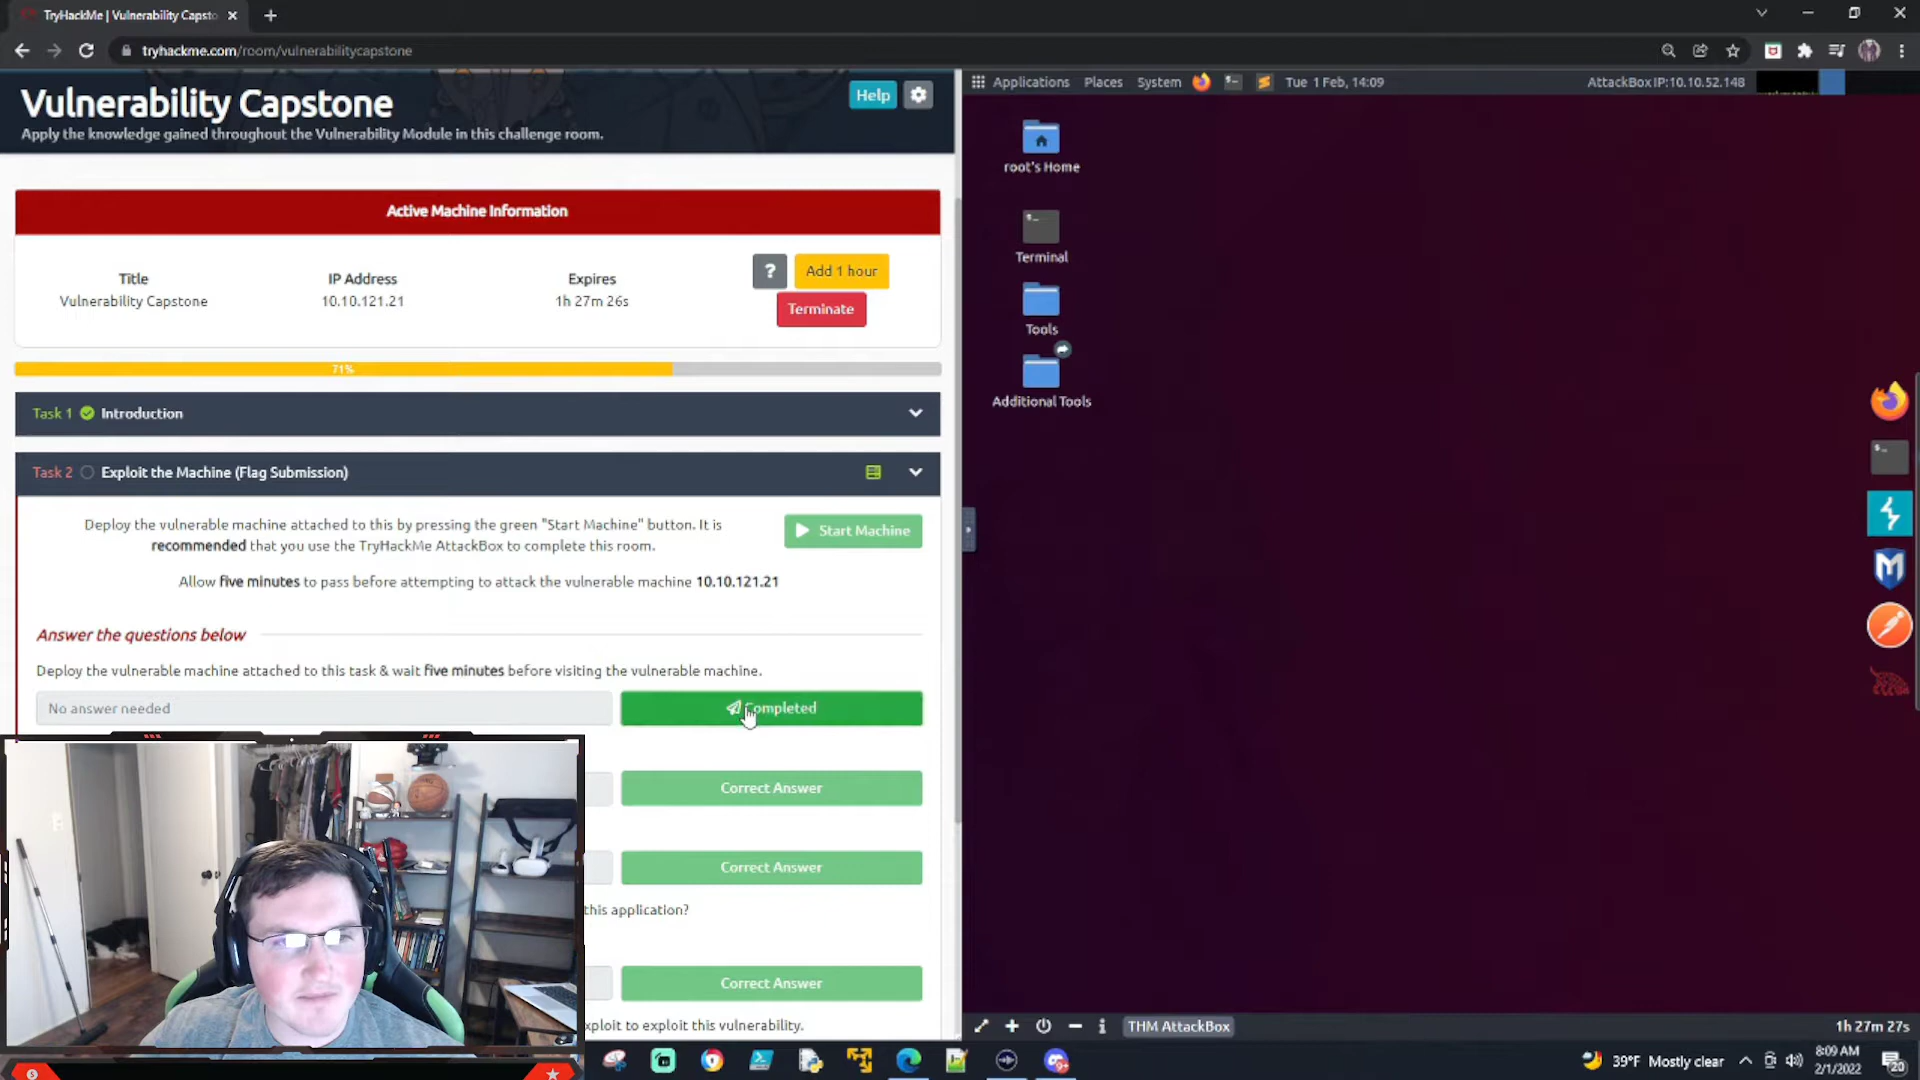 TryHackMe | Vulnerability Capsto
tryhackme.com/room/vulnerabilitycapstone
Vulnerability Capstone
Help
Apply the knowledge gained throughout the Vulnerability Module in this challenge room.
Active Machine Information
Title
IP Address
Expires
Vulnerability Capstone
10.10.121.21
1h 27m 26s
?
Add 1 hour
Terminate
71%
Task 1
Introduction
Task 2
Exploit the Machine (Flag Submission)
Deploy the vulnerable machine attached to this by pressing the green "Start Machine" button. It is
recommended that you use the TryHackMe AttackBox to complete this room.
Start Machine
Allow five minutes to pass before attempting to attack the vulnerable machine 10.10.121.21
Answer the questions below
Deploy the vulnerable machine attached to this task & wait five minutes before visiting the vulnerable machine.
No answer needed
Completed
Correct Answer
Correct Answer
this application?
Correct Answer
xploit to exploit this vulnerability.
Applications
Places
System
Tue 1 Feb, 14:09
AttackBox IP:10.10.52.148
root's Home
Terminal
Tools
Additional Tools
THM AttackBox
1h 27m 27s
39°F Mostly clear
8:09 AM
2/1/2022
20